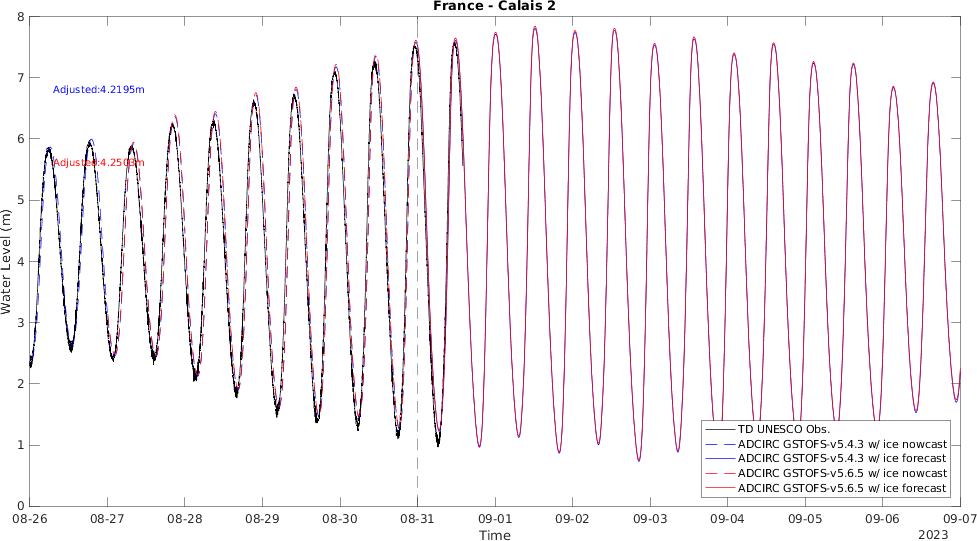 France - Calais 2
8
7
6
5
4
3
2
1
0
Water Level (m)
Adjusted:4.2195m
Adjusted:4.2503m
TD UNESCO Obs.
ADCIRC GSTOFS-v5.4.3 w/ ice nowcast
ADCIRC GSTOFS-v5.4.3 w/ ice forecast
ADCIRC GSTOFS-v5.6.5 w/ ice nowcast
ADCIRC GSTOFS-v5.6.5 w/ ice forecast
08-26 08-27 08-28 08-29 08-30 08-31 09-01 09-02 09-03 09-04 09-05 09-06 09-07
Time
2023